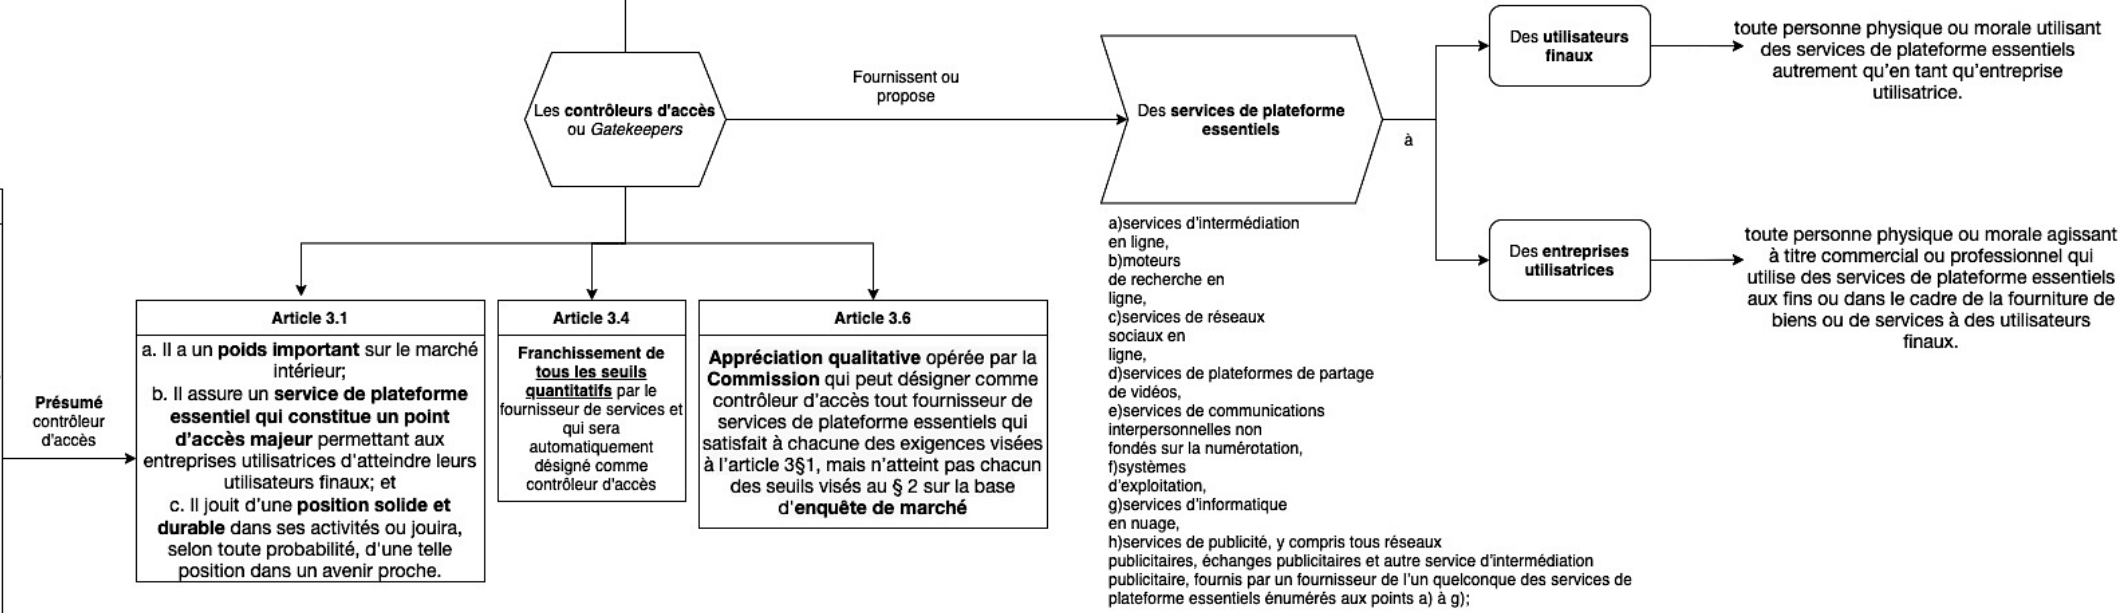 Les contrôleurs d'accès
ou Gatekeepers
Fournissent ou
propose
Des services de plateforme
essentiels
à
Des utilisateurs
finaux
toute personne physique ou morale utilisant
des services de plateforme essentiels
autrement qu'en tant qu'entreprise
utilisatrice.
Des entreprises
utilisatrices
toute personne physique ou morale agissant
à titre commercial ou professionnel qui
utilise des services de plateforme essentiels
aux fins ou dans le cadre de la fourniture de
biens ou de services à des utilisateurs
finaux.
Présumé
contrôleur
d'accès
Article 3.1
a. Il a un poids important sur le marché
intérieur;
b. Il assure un service de plateforme
essentiel qui constitue un point
d'accès majeur permettant aux
entreprises utilisatrices d'atteindre leurs
utilisateurs finaux; et
c. Il jouit d'une position solide et
durable dans ses activités ou jouira,
selon toute probabilité, d'une telle
position dans un avenir proche.
Article 3.4
Franchissement de
tous les seuils
quantitatifs par le
fournisseur de services et
qui sera
automatiquement
désigné comme
contrôleur d'accès
Article 3.6
Appréciation qualitative opérée par la
Commission qui peut désigner comme
contrôleur d'accès tout fournisseur de
services de plateforme essentiels qui
satisfait à chacune des exigences visées
à l'article 3§1, mais n'atteint pas chacun
des seuils visés au § 2 sur la base
d'enquête de marché
a)services d'intermédiation
en ligne,
b)moteurs
de recherche en
ligne,
c)services de réseaux
sociaux en
ligne,
d)services de plateformes de partage
de vidéos,
e)services de communications
interpersonnelles non
fondés sur la numérotation,
f)systèmes
d'exploitation,
g)services d'informatique
en nuage,
h)services de publicité, y compris tous réseaux
publicitaires, échanges publicitaires et autre service d'intermédiation
publicitaire, fournis par un fournisseur de l'un quelconque des services de
plateforme essentiels énumérés aux points a) à g);